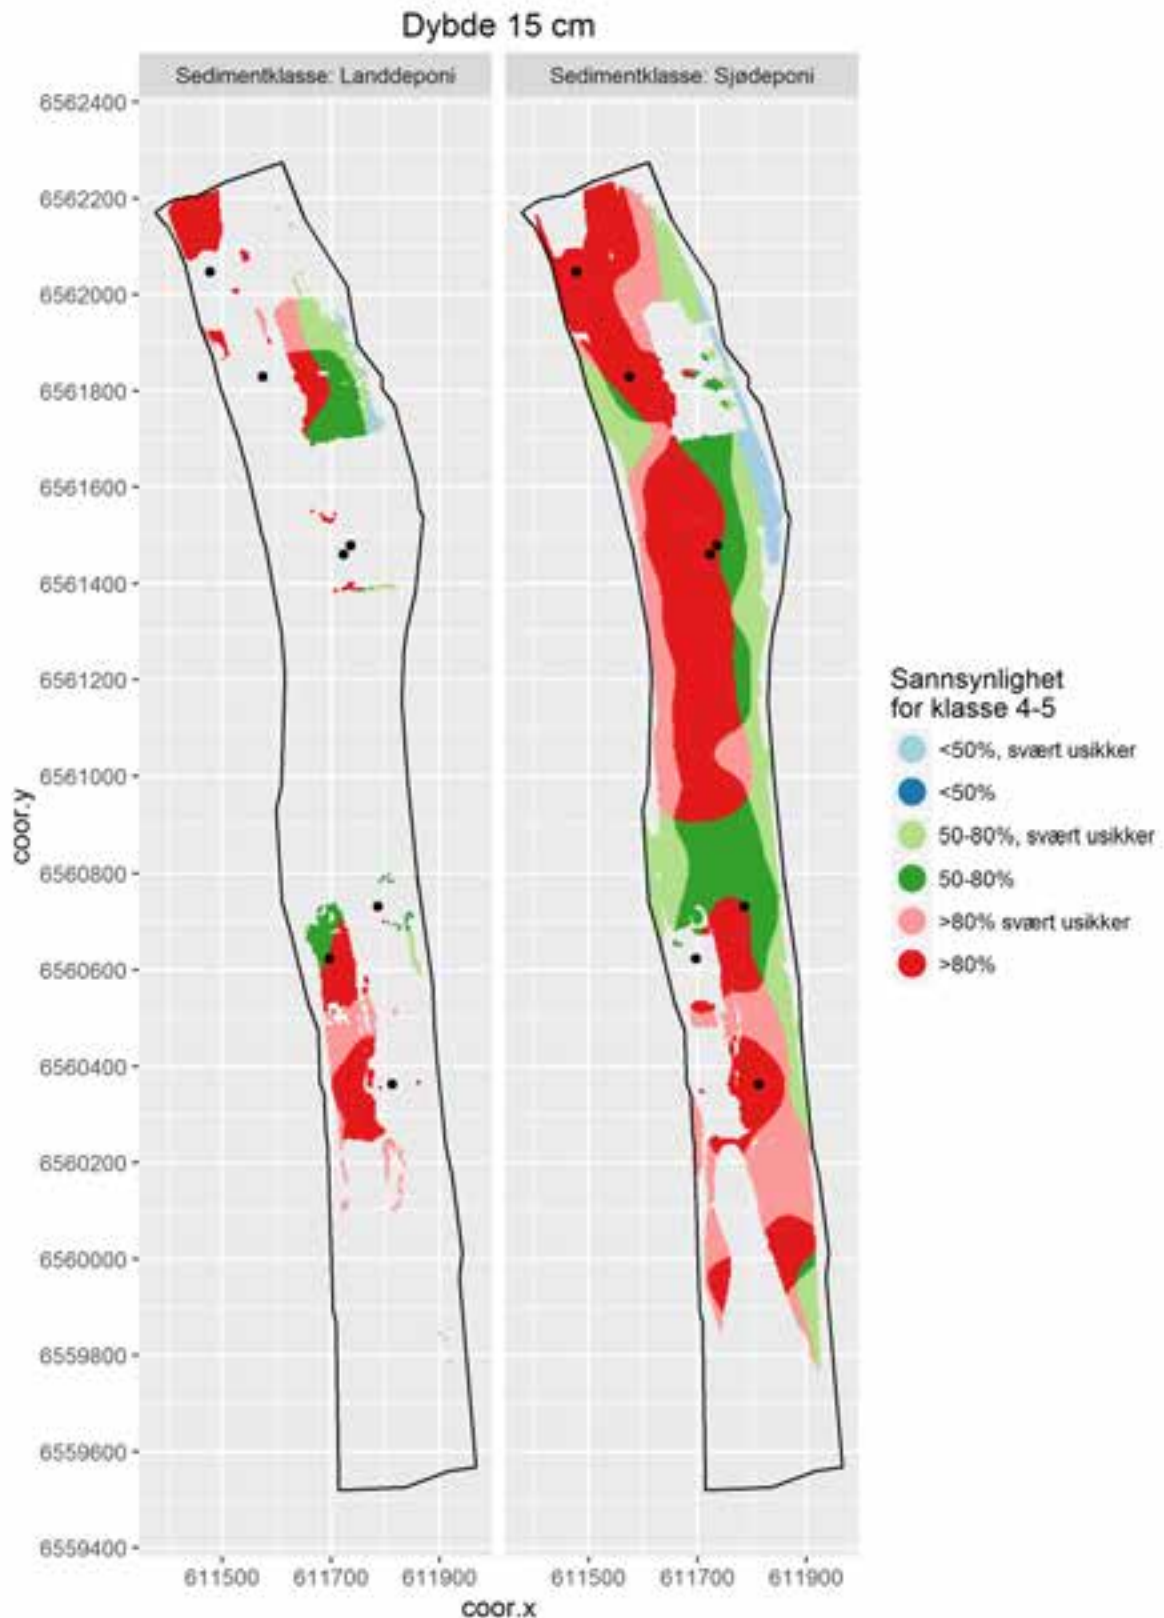 Dybde 15 cm
Sedimentklasse: Landdeponi
Sedimentklasse: Sjødeponi
6562400
6562200
6562000
6561800
6561600
6561400
6561200
6561000
6560800
6560600
6560400
6560200
6560000
6559800
6559600
6559400
coor.y
611500 611700 611900
611500 611700 611900
coor.x
Sannsynlighet
for klasse 4-5
<50%, svært usikker
<50%
50-80%, svært usikker
50-80%
>80% svært usikker
>80%